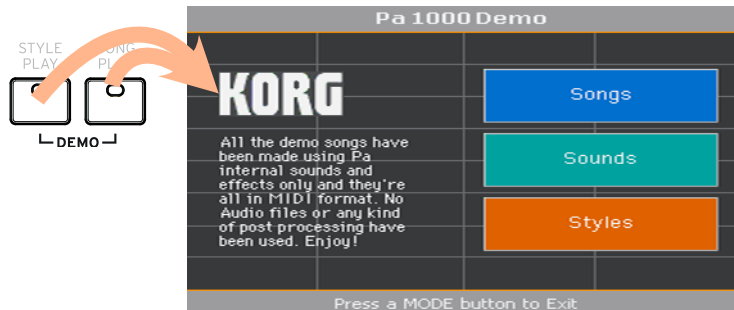 STYLE
PLAY
DEMO
Pa 1000 Demo
KORG
All the demo songs have
been made using Pa
internal sounds and
effects only and they're
all in MIDI format. No
Audio files or any kind
of post processing have
been used. Enjoy!
Songs
Sounds
Styles
Press a MODE button to Exit